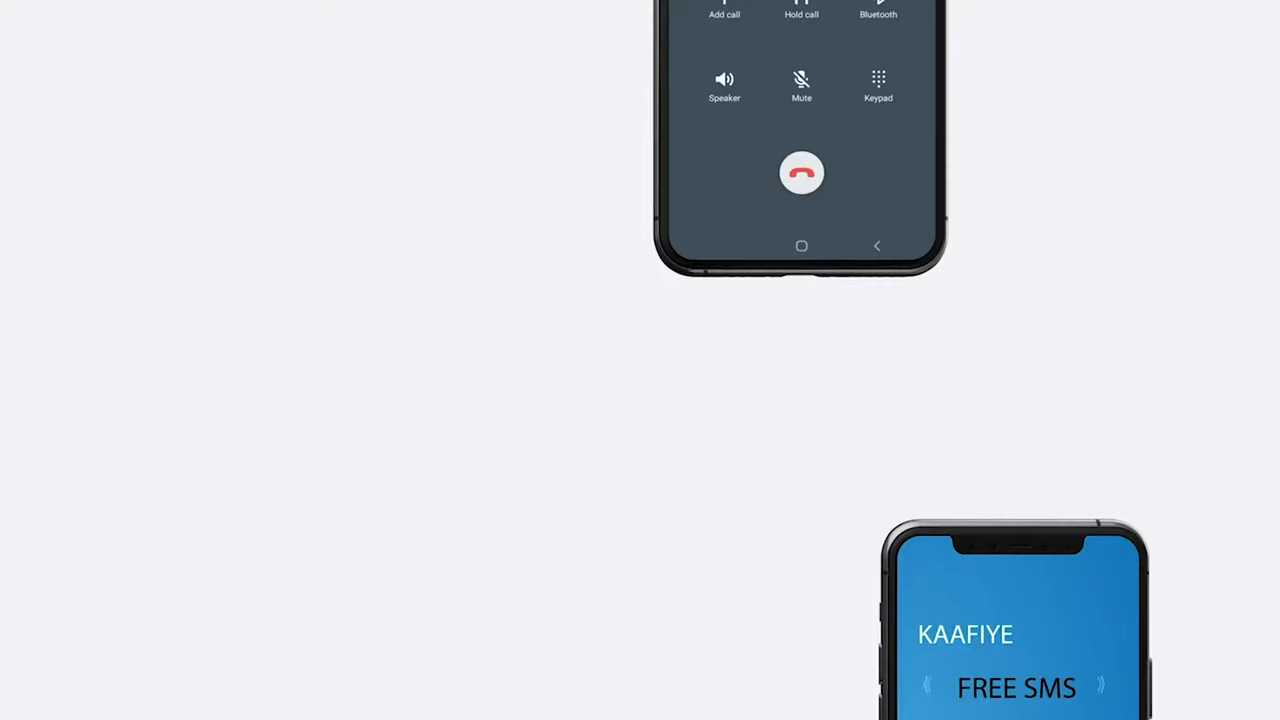 Add call Hold call Bluetooth
Speaker Mute Keypad
KAAFIYE
FREE SMS